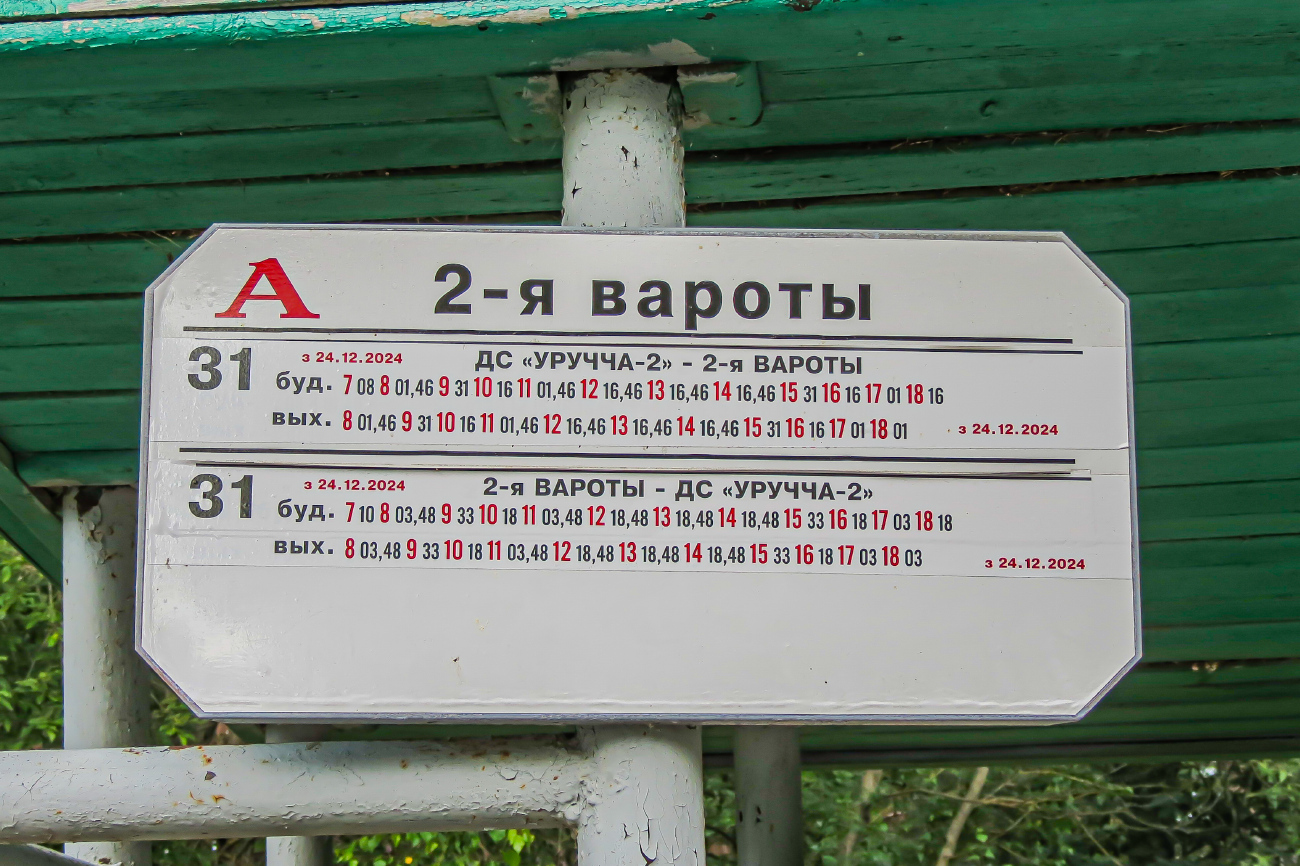 А 2-я вароты
31 з 24.12.2024 ДС «УРУЧЧА-2» - 2-я ВАРОТЫ
буд. 7 08 8 01,46 9 31 10 16 11 01,46 12 16,46 13 16,46 14 16,46 15 31 16 16 17 01 18 16
вых. 8 01,46 9 31 10 16 11 01,46 12 16,46 13 16,46 14 16,46 15 31 16 16 17 01 18 01 з 24.12.2024
31 з 24.12.2024 2-я ВАРОТЫ - ДС «УРУЧЧА-2»
буд. 7 10 8 03,48 9 33 10 18 11 03,48 12 18,48 13 18,48 14 18,48 15 33 16 18 17 03 18 18
вых. 8 03,48 9 33 10 18 11 03,48 12 18,48 13 18,48 14 18,48 15 33 16 18 17 03 18 03 з 24.12.2024